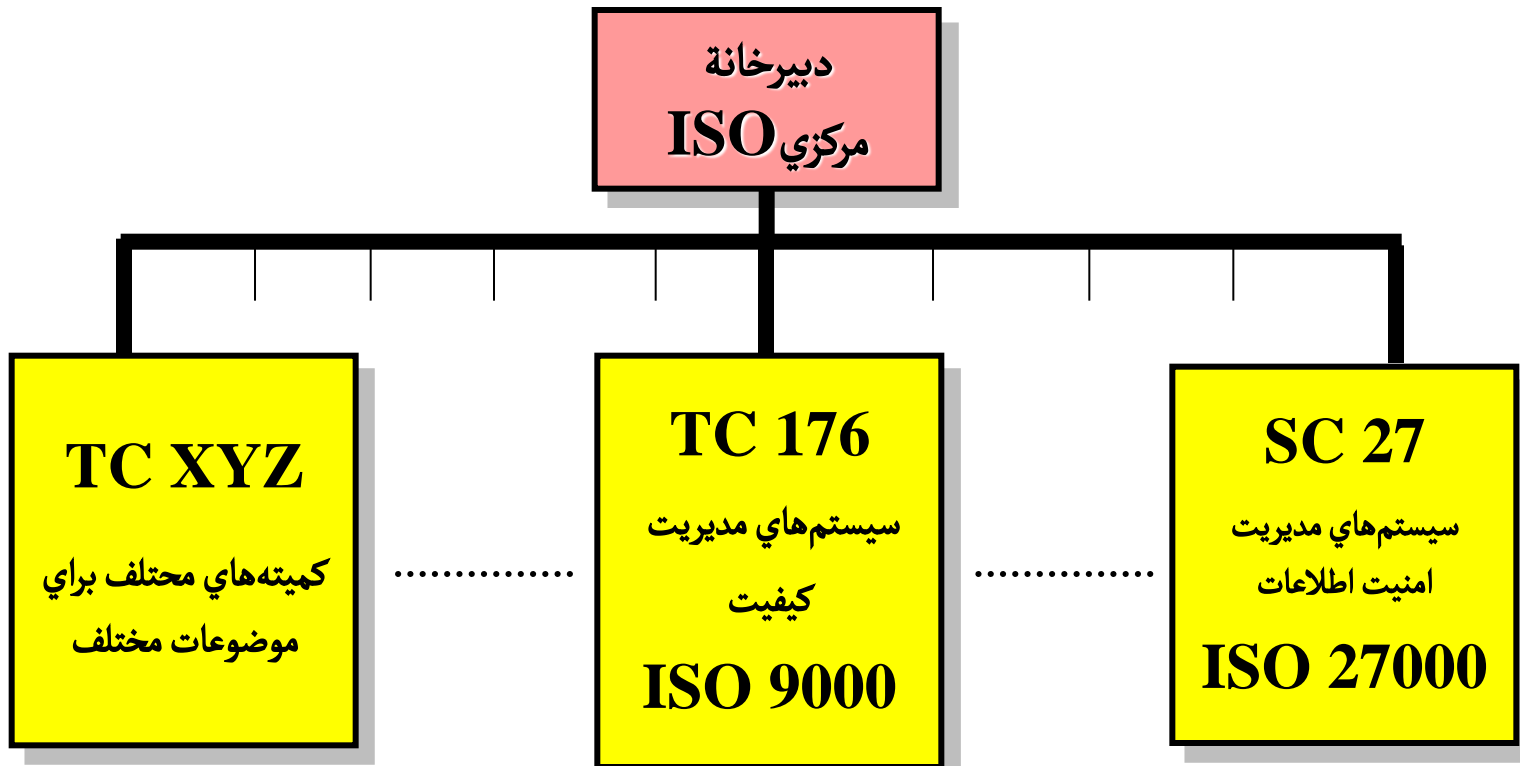 دبيرخانة
مركزي ISO
SC 27
سيستم‌هاي مديريت
امنيت اطلاعات
ISO 27000
TC 176
سيستم‌هاي مديريت
كيفيت
ISO 9000
TC XYZ
كميته‌هاي محتلف براي
موضوعات مختلف